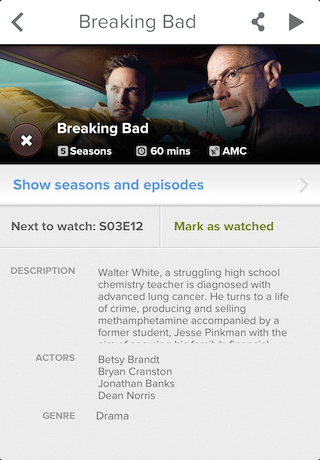 Breaking Bad
Breaking Bad
5 Seasons
60 mins
AMC
Show seasons and episodes
Next to watch: S03E12
Mark as watched
DESCRIPTION
Walter White, a struggling high school
chemistry teacher is diagnosed with
advanced lung cancer. He turns to a life
of crime, producing and selling
methamphetamine accompanied by a
former student, Jesse Pinkman with the
ACTORS
Betsy Brandt
Bryan Cranston
Jonathan Banks
Dean Norris
GENRE
Drama